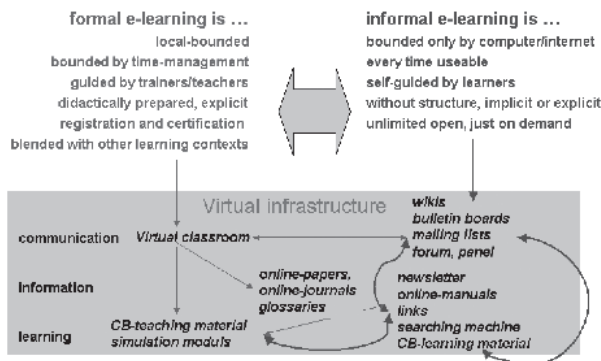 formal e-learning is ...
local-bounded
bounded by time-management
guided by trainers/teachers
didactically prepared, explicit
registration and certification
blended with other learning contexts
informal e-learning is ...
bounded only by computer/internet
every time useable
self-guided by learners
without structure, implicit or explicit
unlimited open, just on demand
Virtual infrastructure
communication
Virtual classroom
wikis
bulletin boards
mailing lists
forum, panel
information
online-papers,
online-journals
glossaries
newsletter
online-manuals
links
searching machine
CB-learning material
learning
CB-teaching material
simulation moduls